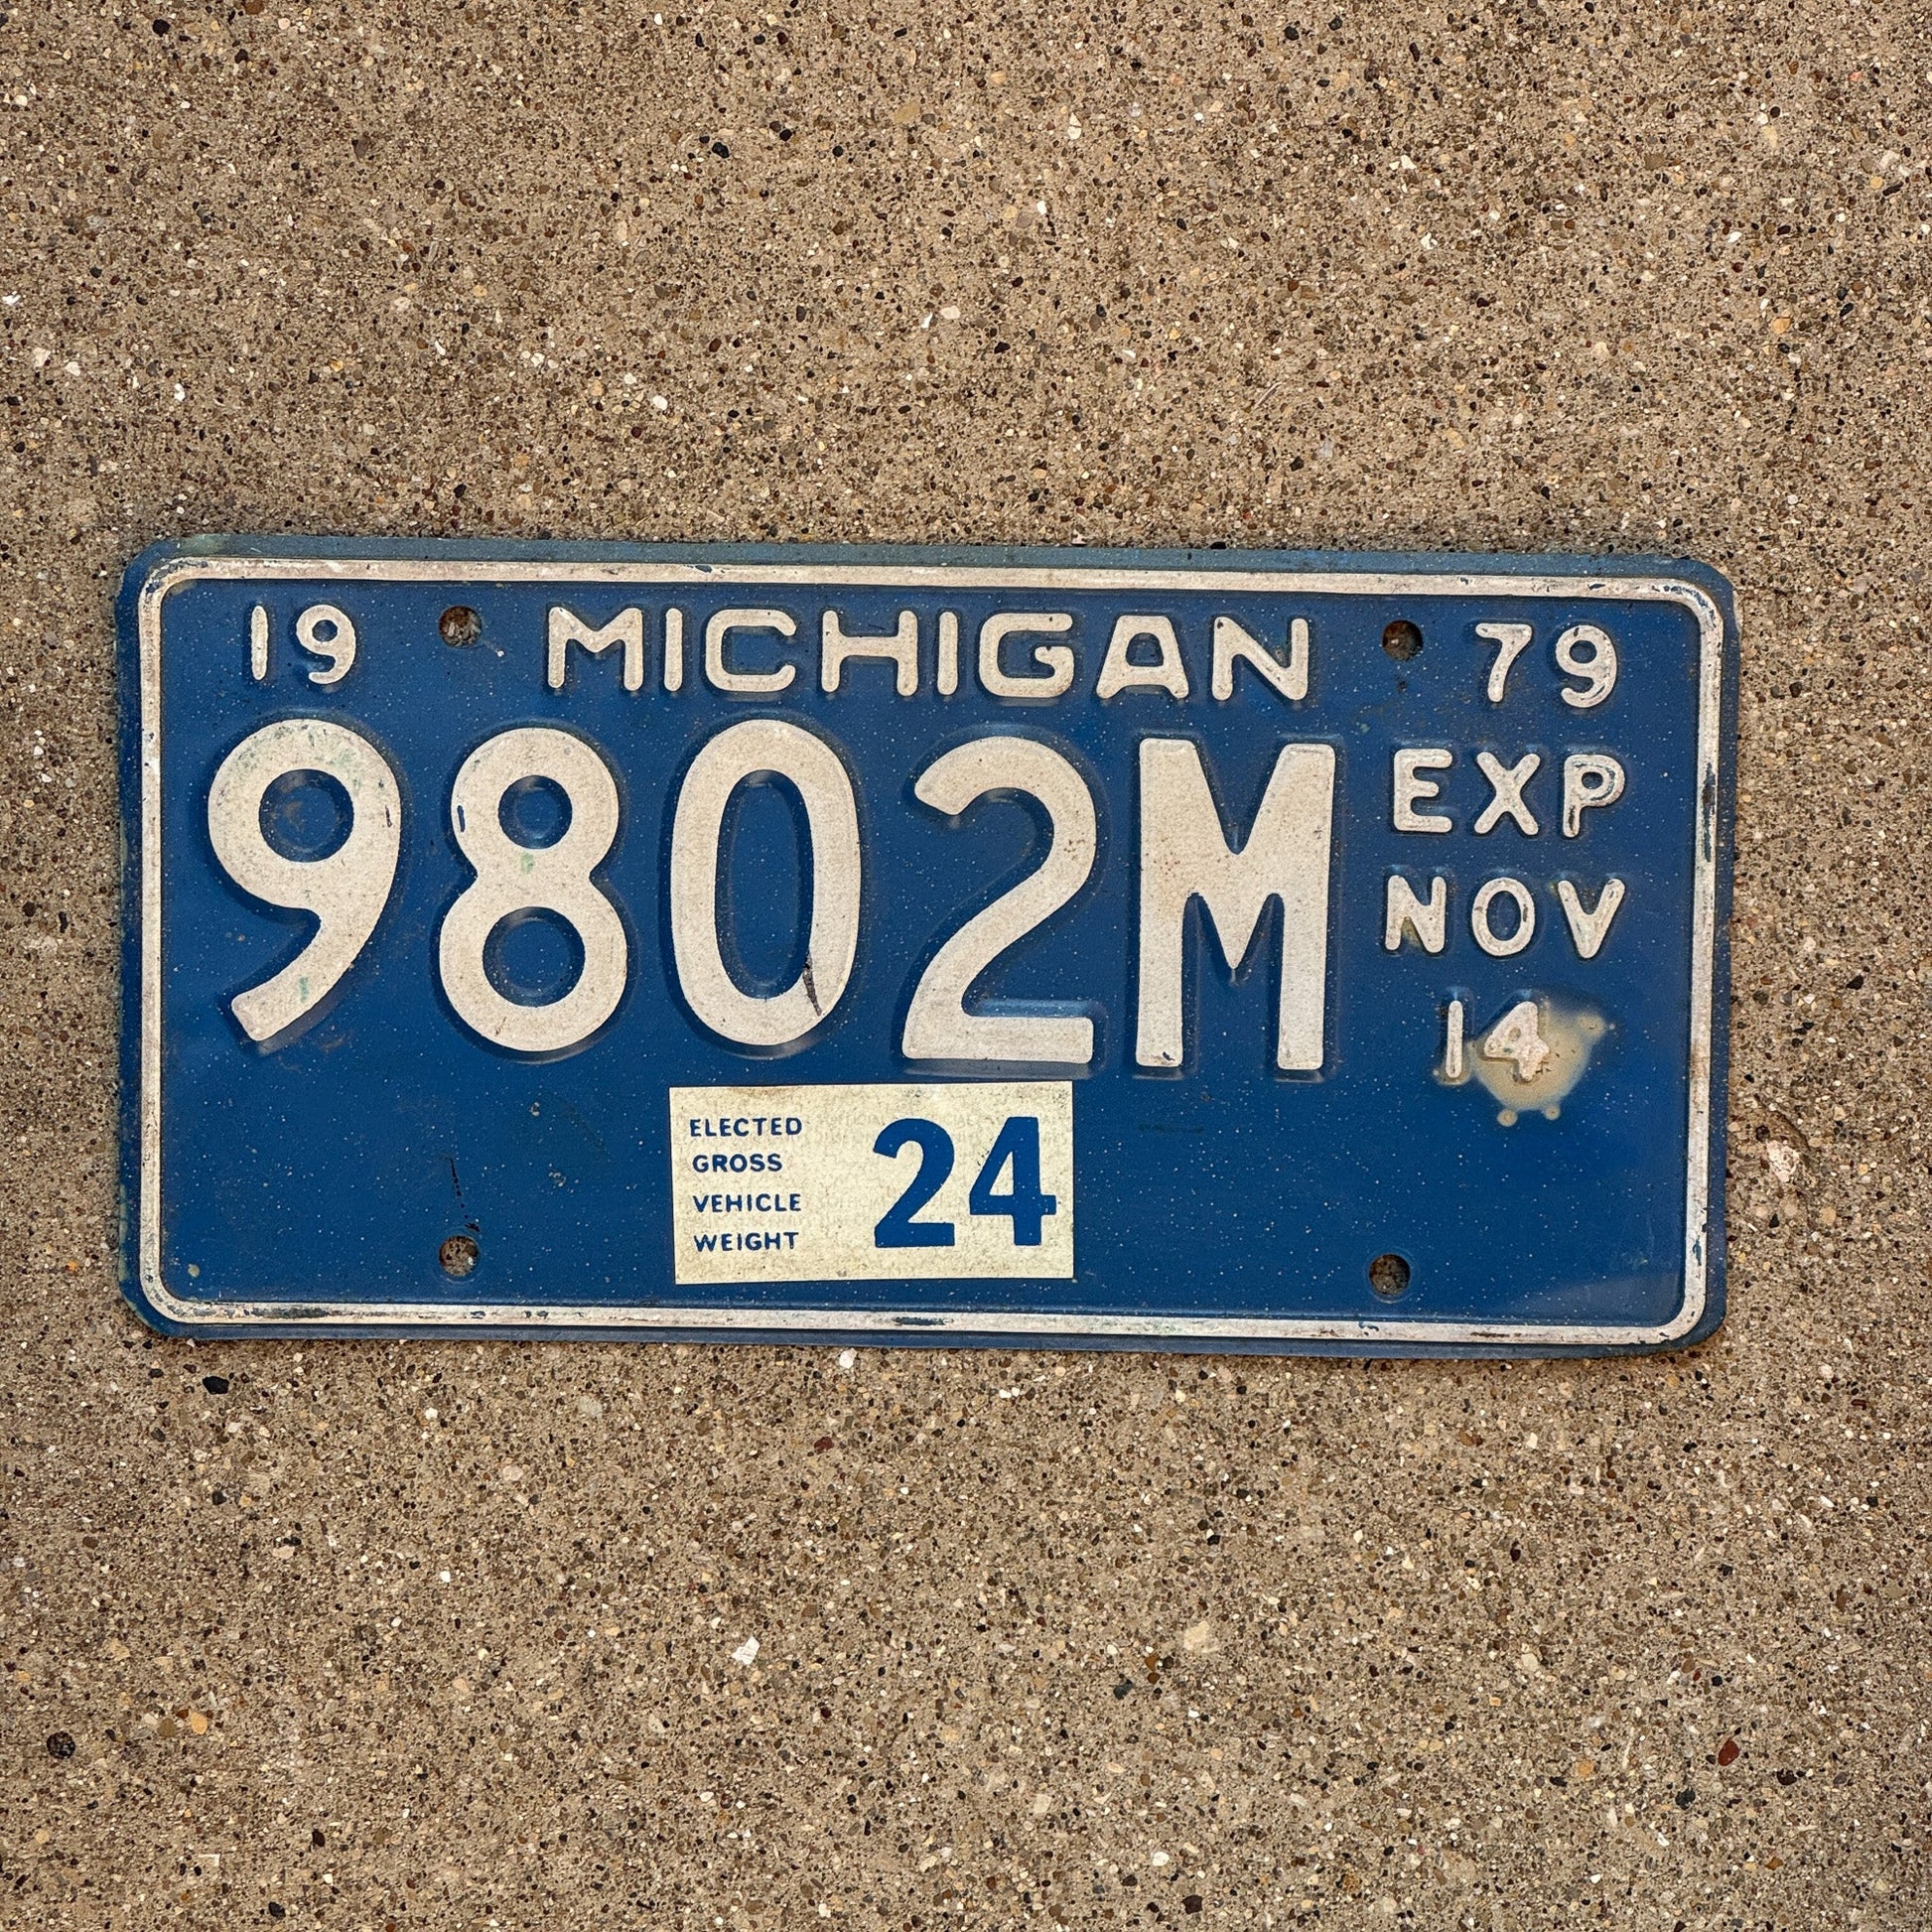 19 MICHIGAN 79
9802M
EXP
NOV
14
ELECTED
GROSS
VEHICLE
WEIGHT
24